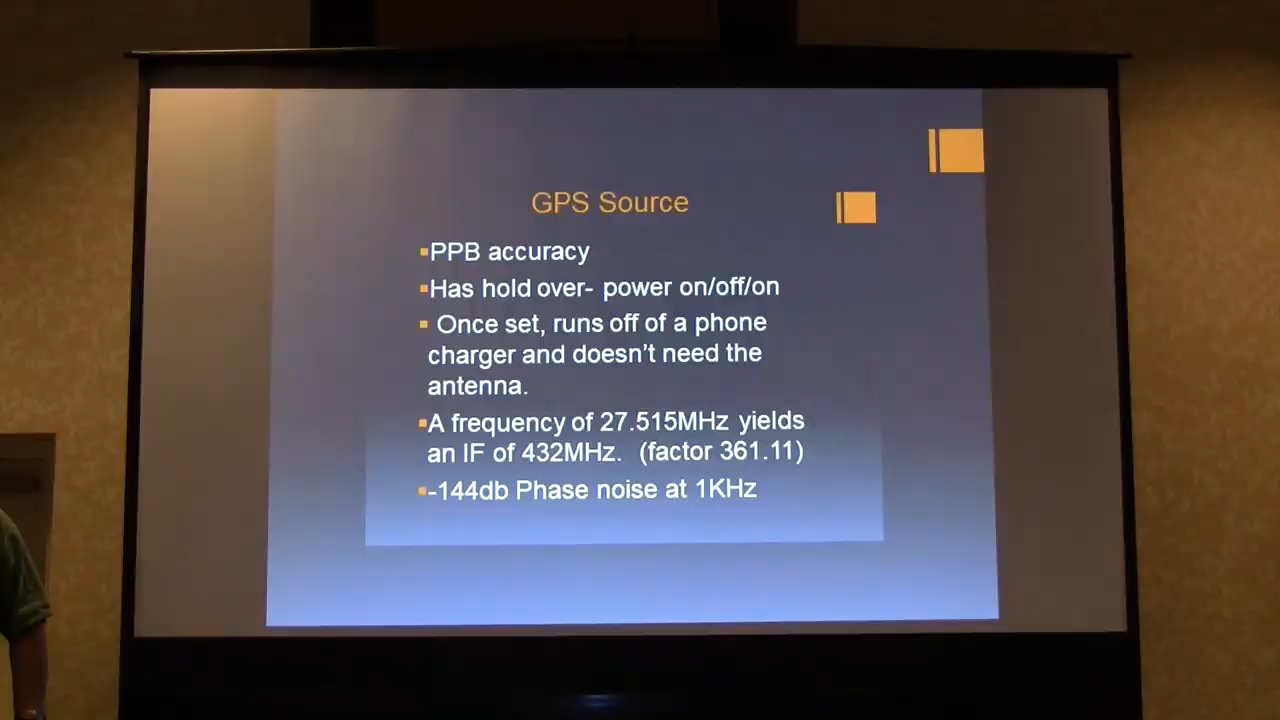 GPS Source
PPB accuracy
Has hold over- power on/off/on
Once set, runs off of a phone
charger and doesn't need the
antenna.
A frequency of 27.515MHz yields
an IF of 432MHz. (factor 361.11)
-144db Phase noise at 1KHz